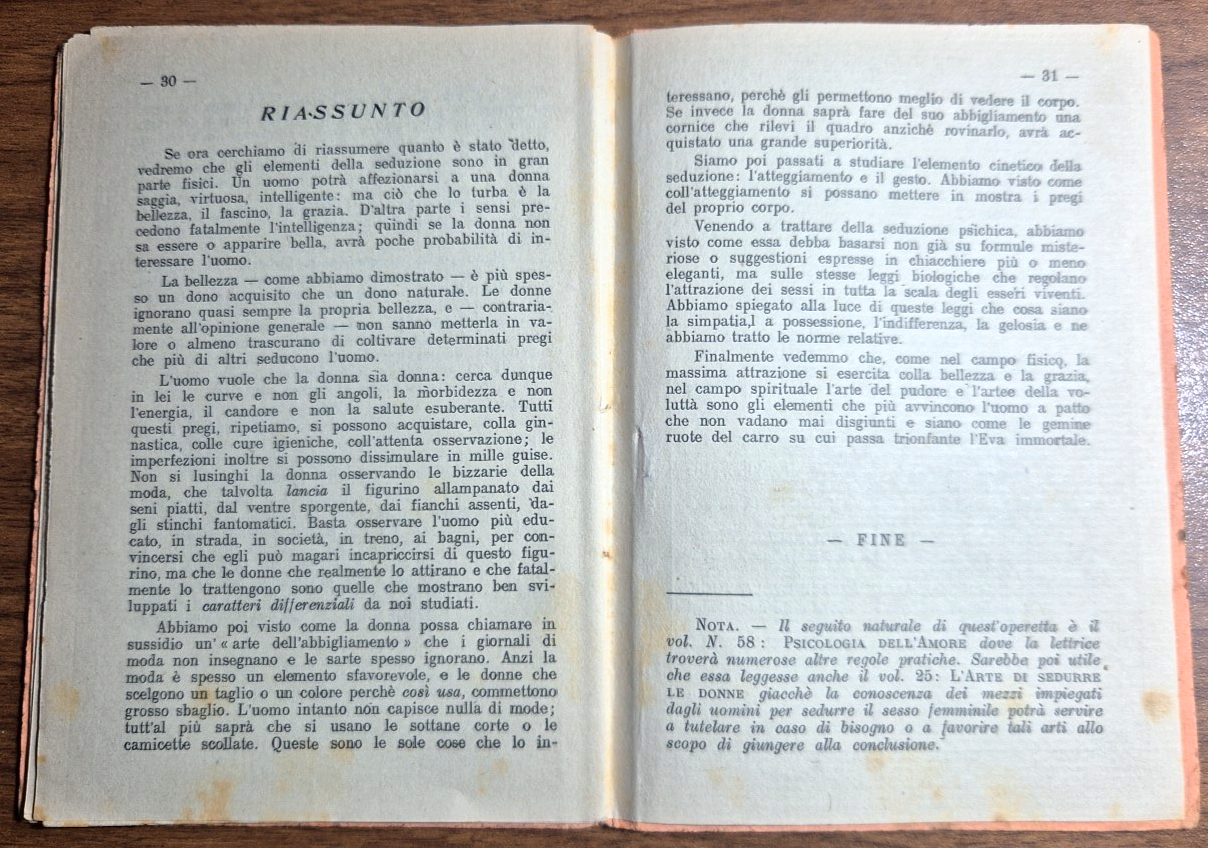 — 30 —
RIASSUNTO
Se ora cerchiamo di riassumere quanto è stato detto,
vedremo che gli elementi della seduzione sono in gran
parte fisici. Un uomo potrà affezionarsi a una donna
saggia, virtuosa, intelligente: ma ciò che lo turba è la
bellezza, il fascino, la grazia. D'altra parte i sensi pre-
cedono fatalmente l'intelligenza; quindi se la donna non
sa essere o apparire bella, avrà poche probabilità di in-
teressare l'uomo.
La bellezza — come abbiamo dimostrato — è più spes-
so un dono acquisito che un dono naturale. Le donne
ignorano quasi sempre la propria bellezza, e — contraria-
mente all'opinione generale — non sanno metterla in va-
lore o almeno trascurano di coltivare determinati pregi
che più di altri seducono l'uomo.
L'uomo vuole che la donna sia donna: cerca dunque
in lei le curve e non gli angoli, la morbidezza e non
l'energia, il candore e non la salute esuberante. Tutti
questi pregi, ripetiamo, si possono acquistare, colla gin-
nastica, colle cure igieniche, coll'attenta osservazione; le
imperfezioni inoltre si possono dissimulare in mille guise.
Non si lusinghi la donna osservando le bizzarie della
moda, che talvolta lancia il figurino allampanato dai
seni piatti, dal ventre sporgente, dai fianchi assenti, da-
gli stinchi fantomatici. Basta osservare l'uomo più edu-
cato, in strada, in società, in treno, ai bagni, per con-
vincersi che egli può magari incapriccirsi di questo figu-
rino, ma che le donne che realmente lo attirano e che fatal-
mente lo trattengono sono quelle che mostrano ben svi-
luppati i caratteri differenziali da noi studiati.
Abbiamo poi visto come la donna possa chiamare in
sussidio un' « arte dell'abbigliamento » che i giornali di
moda non insegnano e le sarte spesso ignorano. Anzi la
moda è spesso un elemento sfavorevole, e le donne che
scelgono un taglio o un colore perchè così usa, commettono
grosso sbaglio. L'uomo intanto non capisce nulla di mode;
tutt'al più saprà che si usano le sottane corte o le
camicette scollate. Queste sono le sole cose che lo in-
— 31 —
teressano, perchè gli permettono meglio di vedere il corpo.
Se invece la donna saprà fare del suo abbigliamento una
cornice che rilevi il quadro anzichè rovinarlo, avrà ac-
quistato una grande superiorità.
Siamo poi passati a studiare l'elemento cinetico della
seduzione: l'atteggiamento e il gesto. Abbiamo visto come
coll'atteggiamento si possano mettere in mostra i pregi
del proprio corpo.
Venendo a trattare della seduzione psichica, abbiamo
visto come essa debba basarsi non già su formule miste-
riose o suggestioni espresse in chiacchiere più o meno
eleganti, ma sulle stesse leggi biologiche che regolano
l'attrazione dei sessi in tutta la scala degli esseri viventi.
Abbiamo spiegato alla luce di queste leggi che cosa siano
la simpatia,l a possessione, l'indifferenza, la gelosia e ne
abbiamo tratto le norme relative.
Finalmente vedemmo che, come nel campo fisico, la
massima attrazione si esercita colla bellezza e la grazia,
nel campo spirituale l'arte del pudore e l'artee della vo-
luttà sono gli elementi che più avvincono l'uomo a patto
che non vadano mai disgiunti e siano come le gemine
ruote del carro su cui passa trionfante l'Eva immortale.
— FINE —
NOTA. — Il seguito naturale di quest'operetta è il
vol. N. 58: PSICOLOGIA DELL'AMORE dove la lettrice
troverà numerose altre regole pratiche. Sarebbe poi utile
che essa leggesse anche il vol. 25: L'ARTE DI SEDURRE
LE DONNE giacchè la conoscenza dei mezzi impiegati
dagli uomini per sedurre il sesso femminile potrà servire
a tutelare in caso di bisogno o a favorire tali arti allo
scopo di giungere alla conclusione.